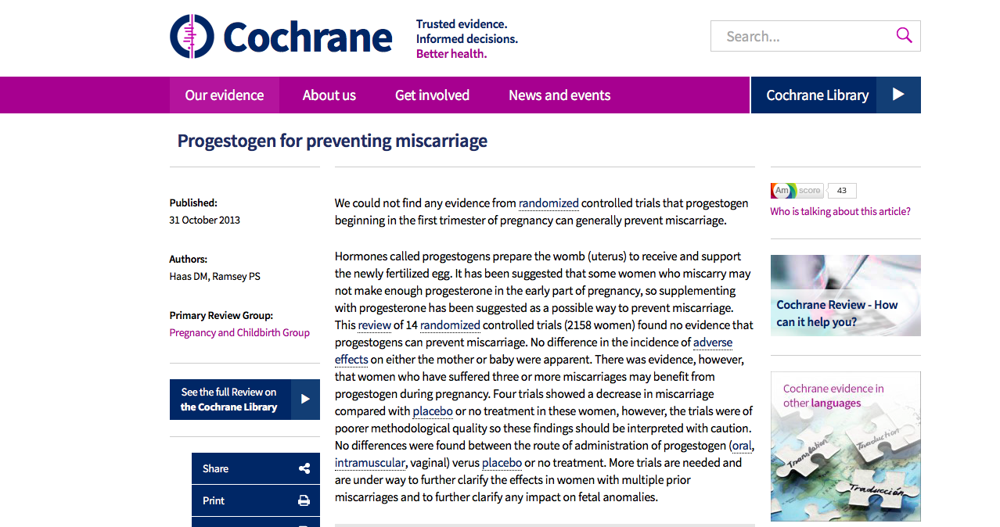 Cochrane
Trusted evidence.
Informed decisions.
Better health.
Search...
Our evidence
About us
Get involved
News and events
Cochrane Library
Progestogen for preventing miscarriage
Published:
31 October 2013
Authors:
Haas DM, Ramsey PS
Primary Review Group:
Pregnancy and Childbirth Group
See the full Review on
the Cochrane Library
Share
Print
We could not find any evidence from randomized controlled trials that progestogen
beginning in the first trimester of pregnancy can generally prevent miscarriage.
Hormones called progestogens prepare the womb (uterus) to receive and support
the newly fertilized egg. It has been suggested that some women who miscarry may
not make enough progesterone in the early part of pregnancy, so supplementing
with progesterone has been suggested as a possible way to prevent miscarriage.
This review of 14 randomized controlled trials (2158 women) found no evidence that
progestogens can prevent miscarriage. No difference in the incidence of adverse
effects on either the mother or baby were apparent. There was evidence, however,
that women who have suffered three or more miscarriages may benefit from
progestogen during pregnancy. Four trials showed a decrease in miscarriage
compared with placebo or no treatment in these women, however, the trials were of
poorer methodological quality so these findings should be interpreted with caution.
No differences were found between the route of administration of progestogen (oral,
intramuscular, vaginal) verus placebo or no treatment. More trials are needed and
are under way to further clarify the effects in women with multiple prior
miscarriages and to further clarify any impact on fetal anomalies.
Am score 43
Who is talking about this article?
Cochrane Review - How
can it help you?
Cochrane evidence in
other languages
Translation
Traduction
Traducción